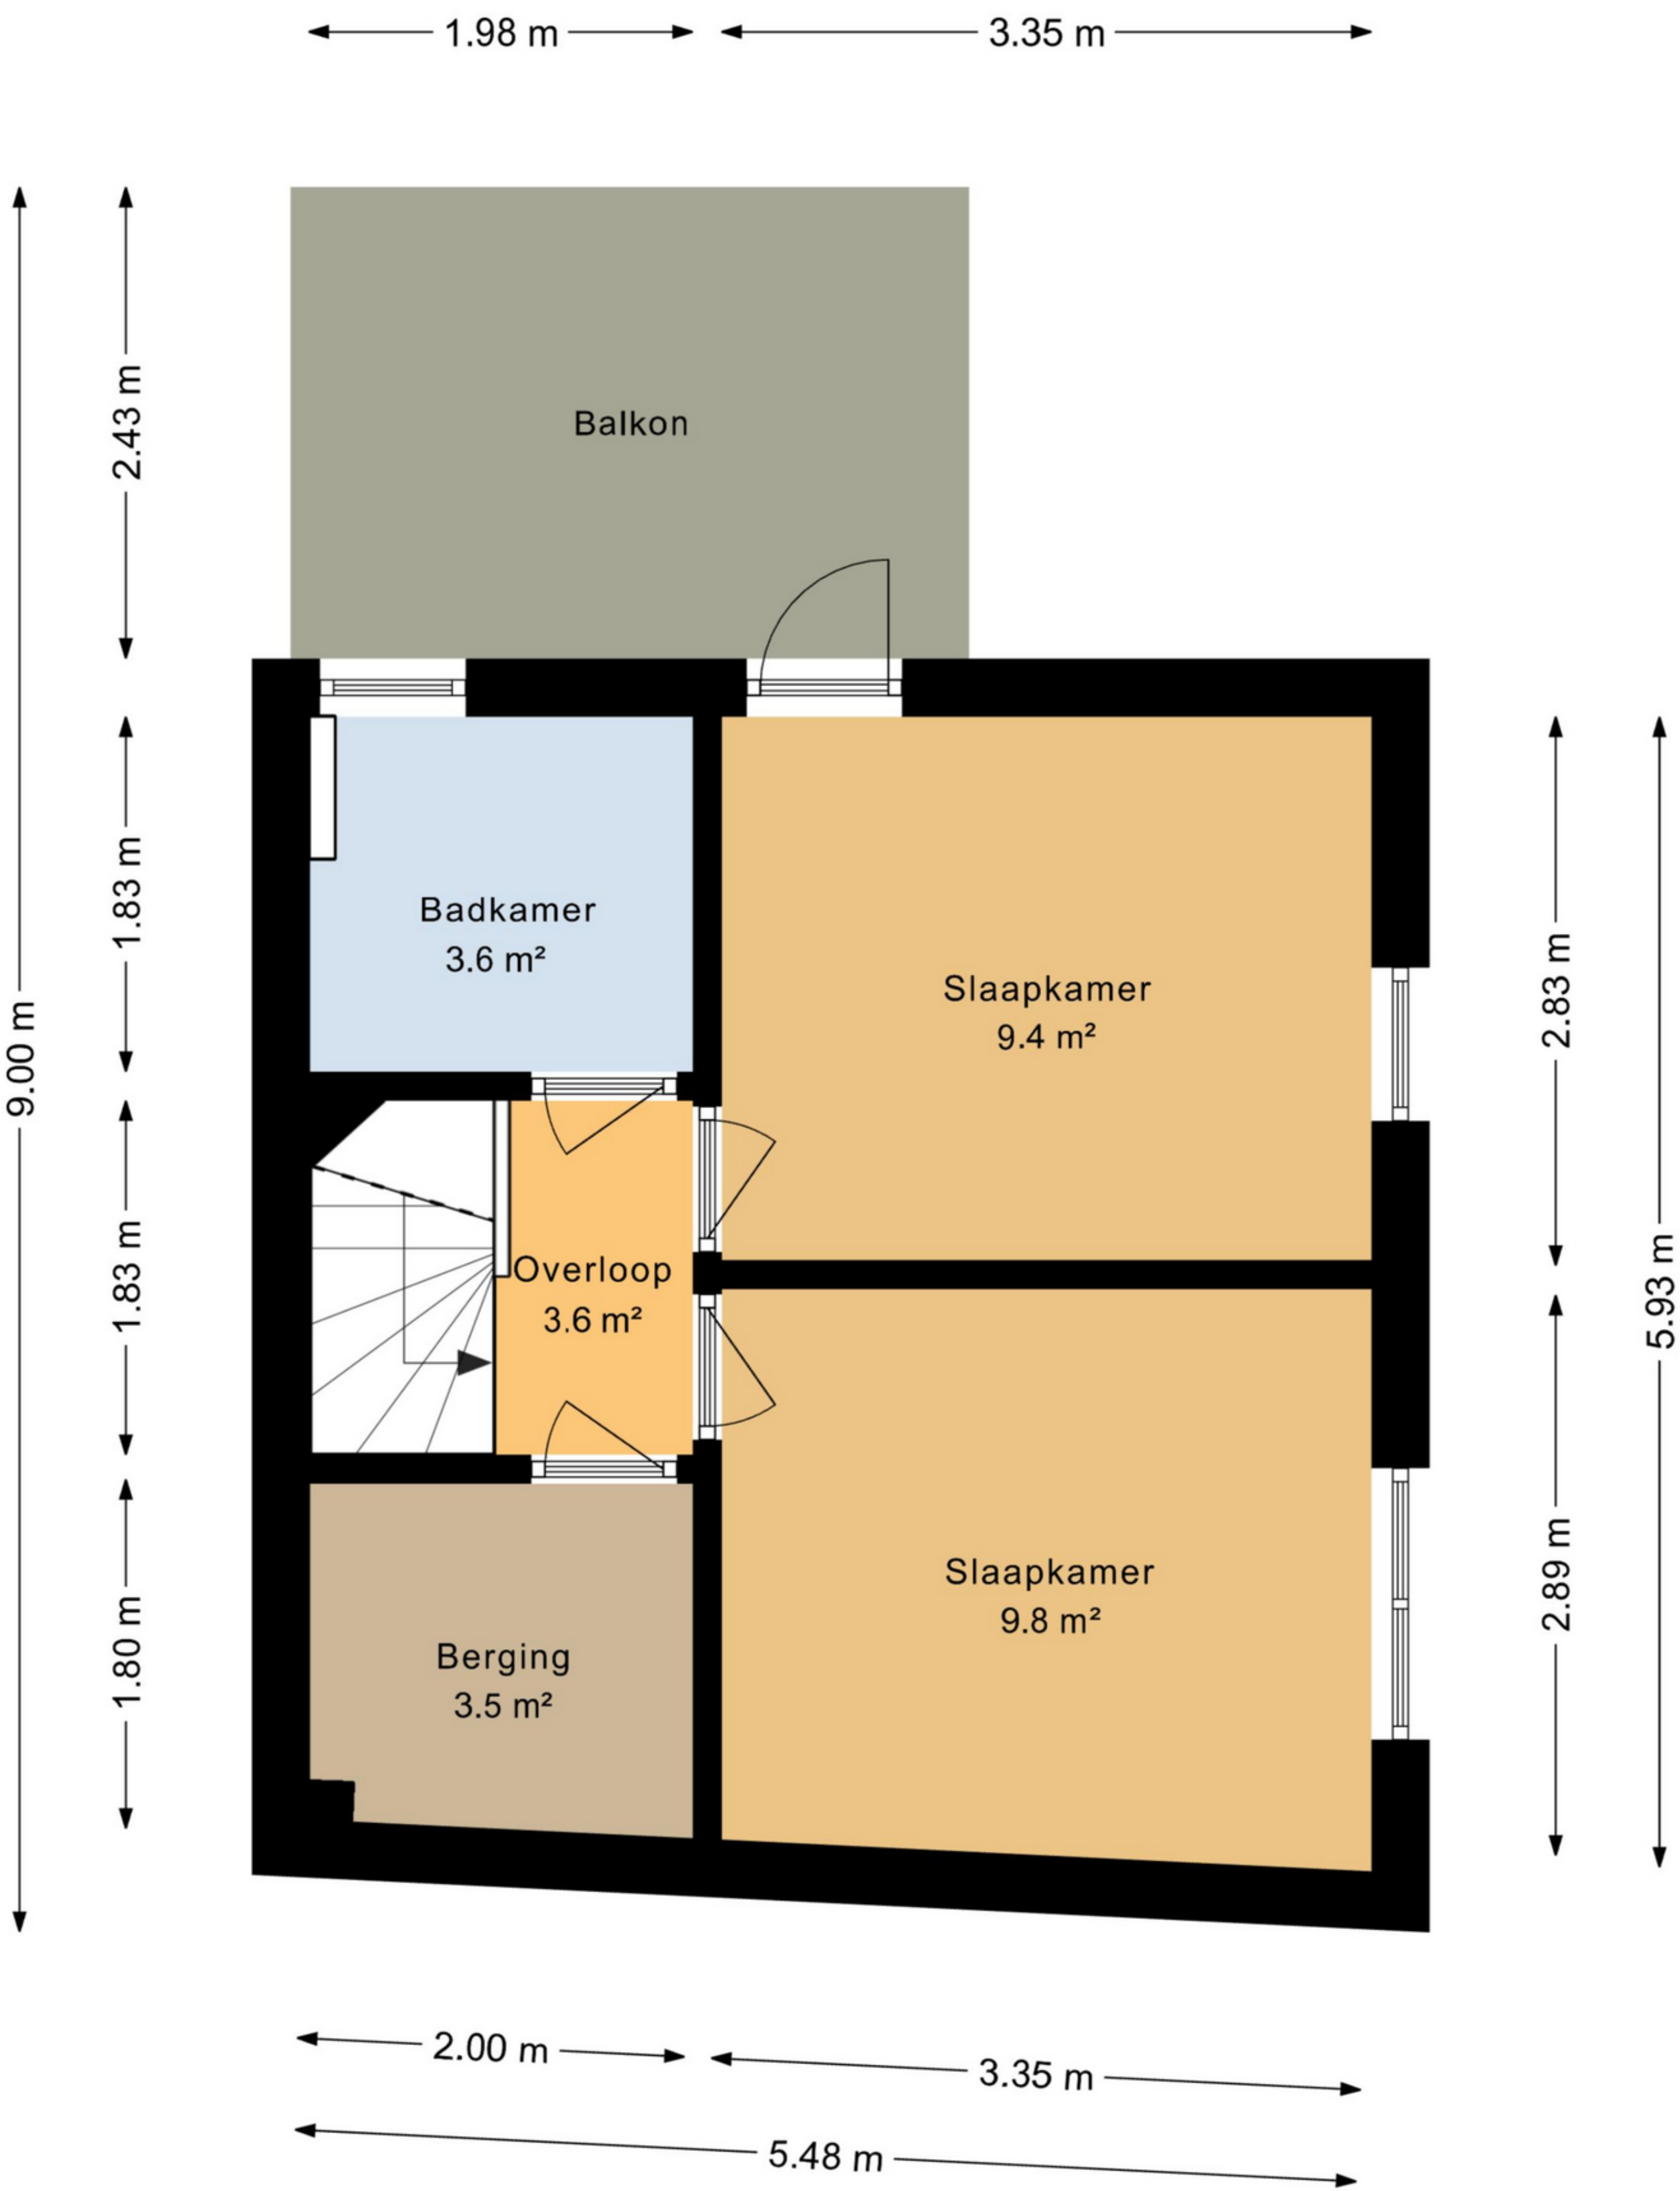 1.98 m
3.35 m
9.00 m
2.43 m
Balkon
1.83 m
Badkamer
3.6 m²
Slaapkamer
9.4 m²
2.83 m
5.93 m
1.83 m
Overloop
3.6 m²
1.80 m
Berging
3.5 m²
Slaapkamer
9.8 m²
2.89 m
2.00 m
3.35 m
5.48 m